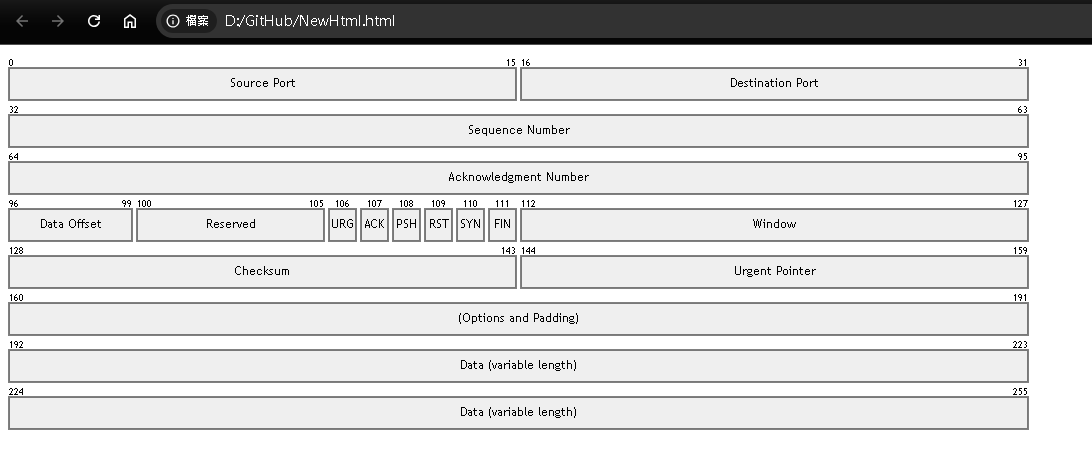 檔案 D:/GitHub/NewHtml.html
0 15 16 31
Source Port Destination Port
32 63
Sequence Number
64 95
Acknowledgment Number
96 99 100 105 106 107 108 109 110 111 112 127
Data Offset Reserved URG ACK PSH RST SYN FIN Window
128 143 144 159
Checksum Urgent Pointer
160 191
(Options and Padding)
192 223
Data (variable length)
224 255
Data (variable length)